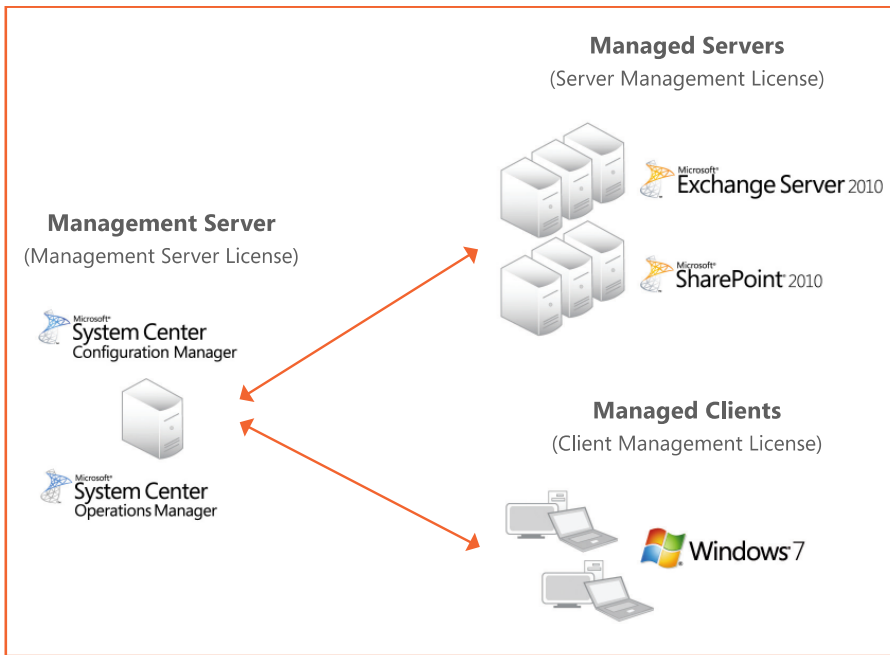 Managed Servers
(Server Management License)
Microsoft®
Exchange Server 2010
Microsoft®
SharePoint® 2010
Management Server
(Management Server License)
Microsoft®
System Center
Configuration Manager
Microsoft®
System Center
Operations Manager
Managed Clients
(Client Management License)
Windows® 7